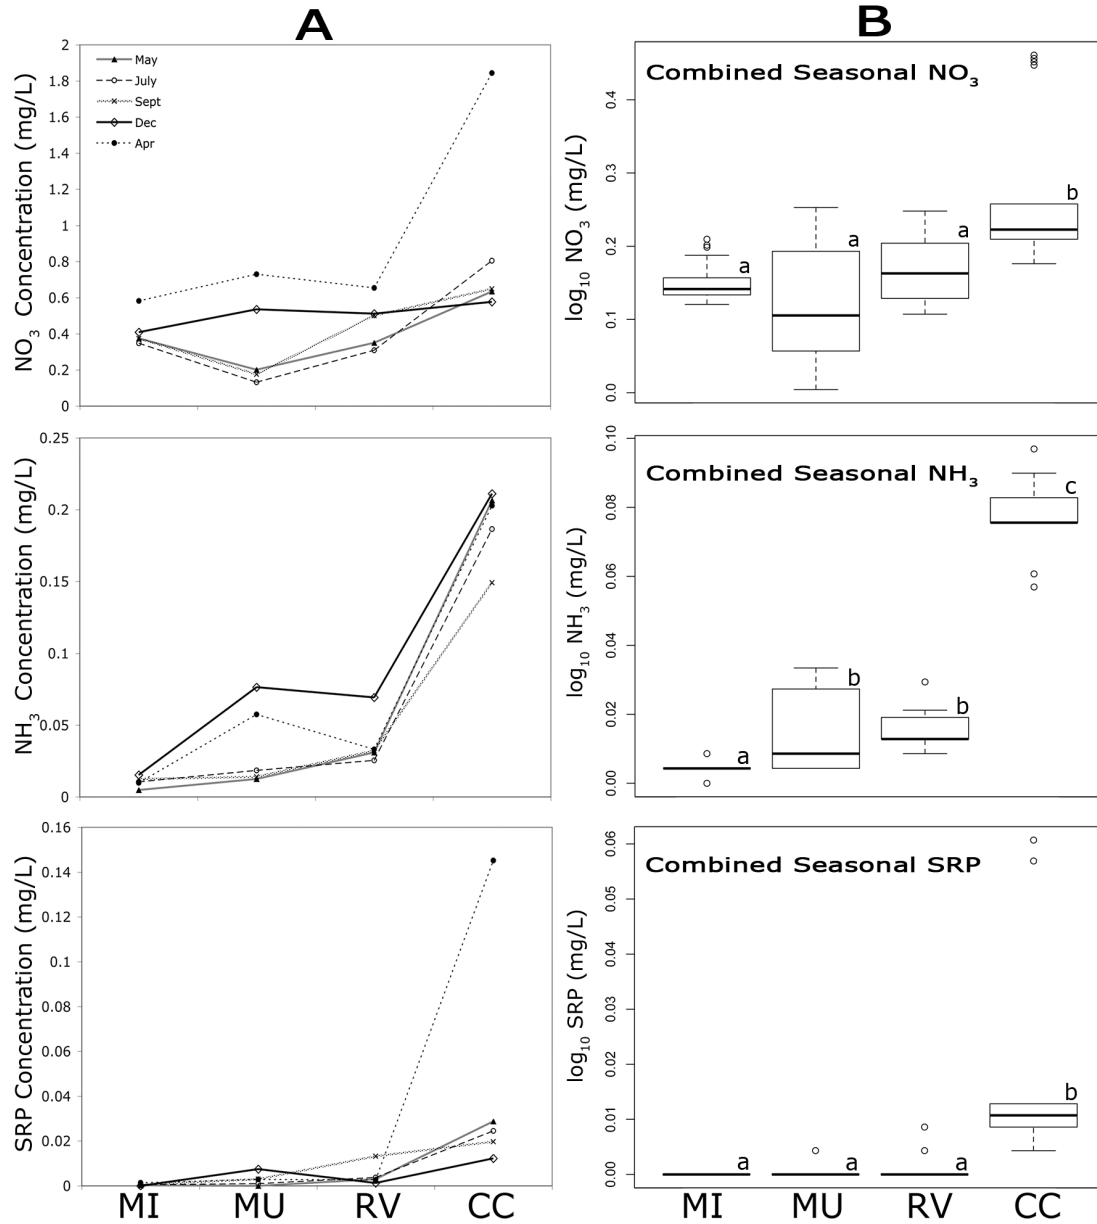 A
B
NO3 Concentration (mg/L)
2
1.8
1.6
1.4
1.2
1
0.8
0.6
0.4
0.2
0
May
July
Sept
Dec
Apr
log10 NO3 (mg/L)
0.4
0.3
0.2
0.1
0.0
Combined Seasonal NO3
a
a
a
b
NH3 Concentration (mg/L)
0.25
0.2
0.15
0.1
0.05
0
log10 NH3 (mg/L)
0.10
0.08
0.06
0.04
0.02
0.00
Combined Seasonal NH3
a
b
b
c
SRP Concentration (mg/L)
0.16
0.14
0.12
0.1
0.08
0.06
0.04
0.02
0
log10 SRP (mg/L)
0.06
0.05
0.04
0.03
0.02
0.01
0.00
Combined Seasonal SRP
a
a
a
b
MI MU RV CC
MI MU RV CC